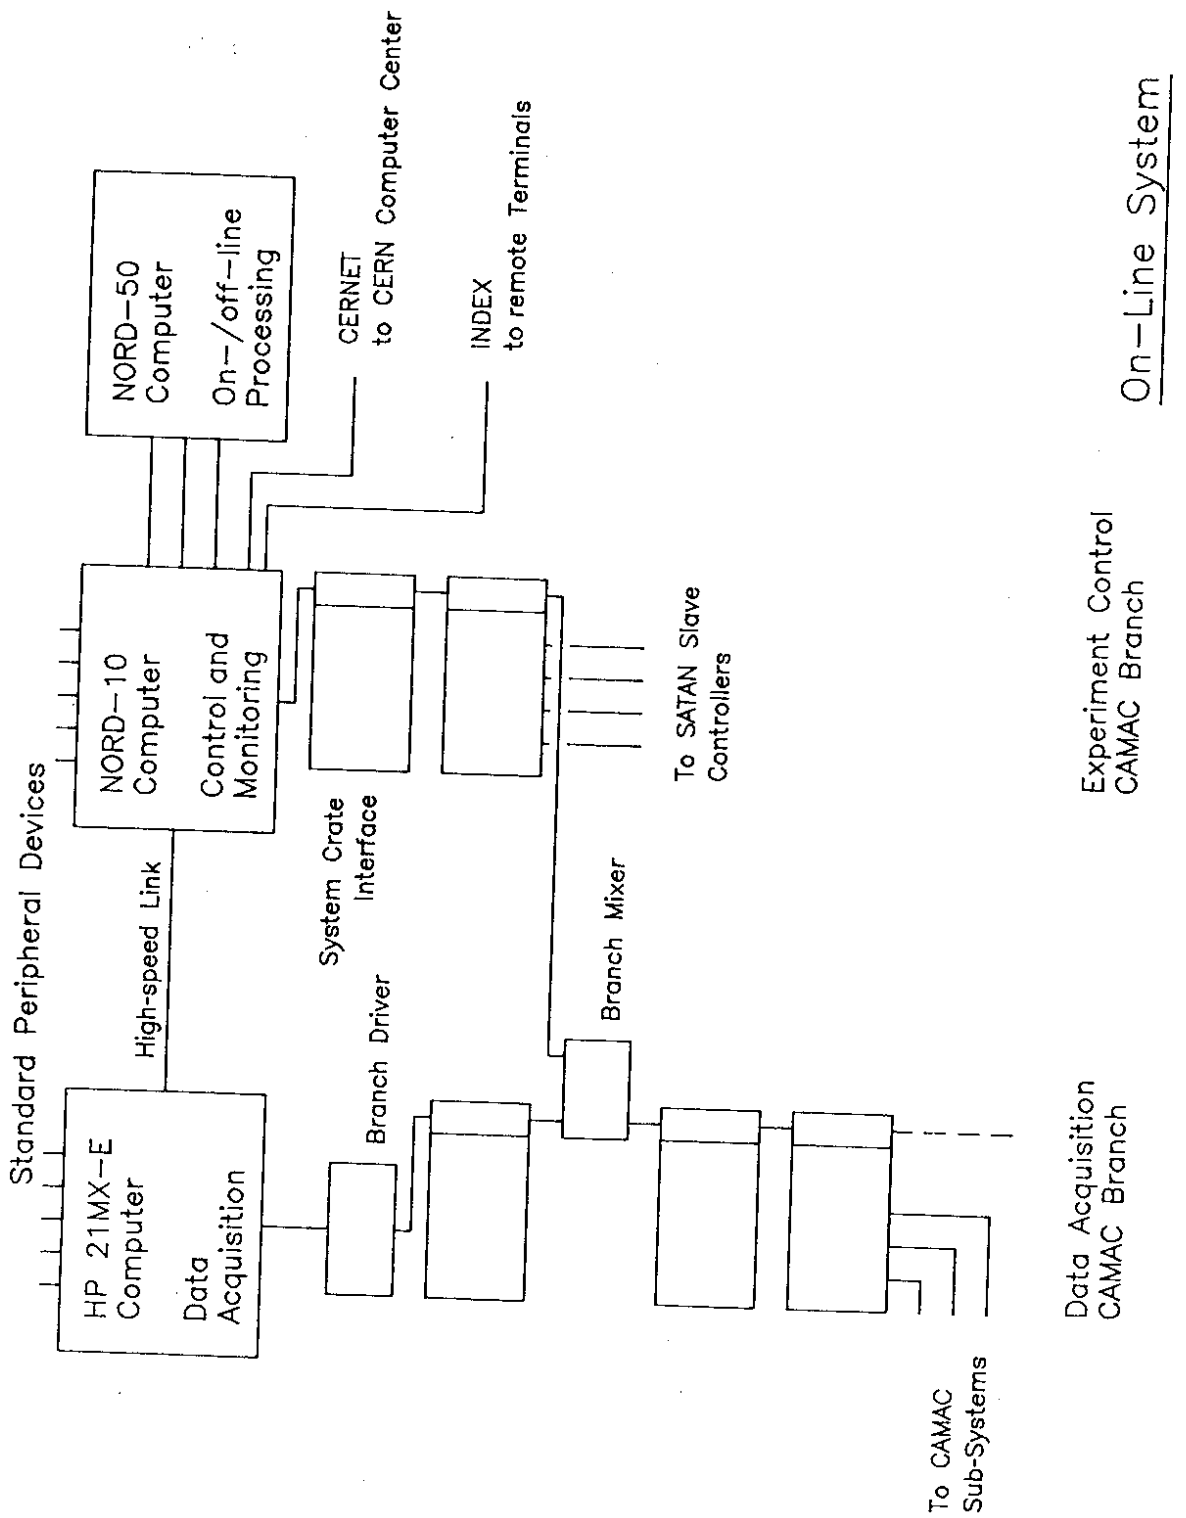 Standard Peripheral Devices
HP 21MX-E
Computer
Data
Acquisition
High-speed Link
NORD-10
Computer
Control and
Monitoring
NORD-50
Computer
On-/off-line
Processing
CERNET
to CERN Computer Center
INDEX
to remote Terminals
System Crate
Interface
Branch Driver
Branch Mixer
To SATAN Slave
Controllers
To CAMAC
Sub-Systems
Data Acquisition
CAMAC Branch
Experiment Control
CAMAC Branch
On-Line System